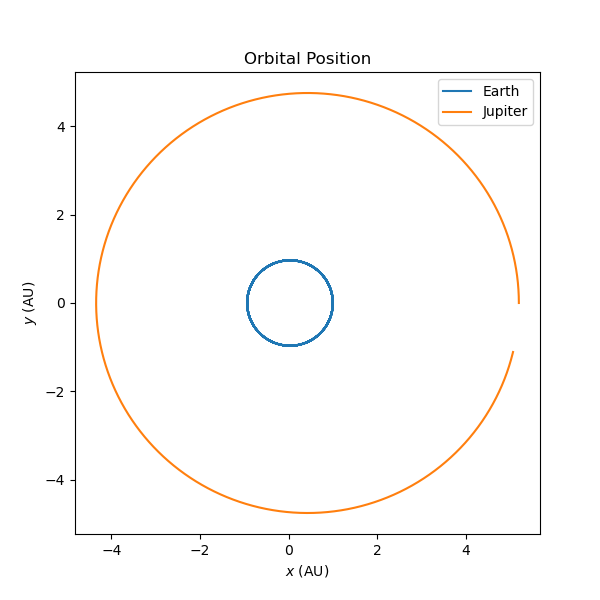 Orbital Position
Earth
Jupiter
4
2
0
−2
−4
y (AU)
−4 −2 0 2 4
x (AU)